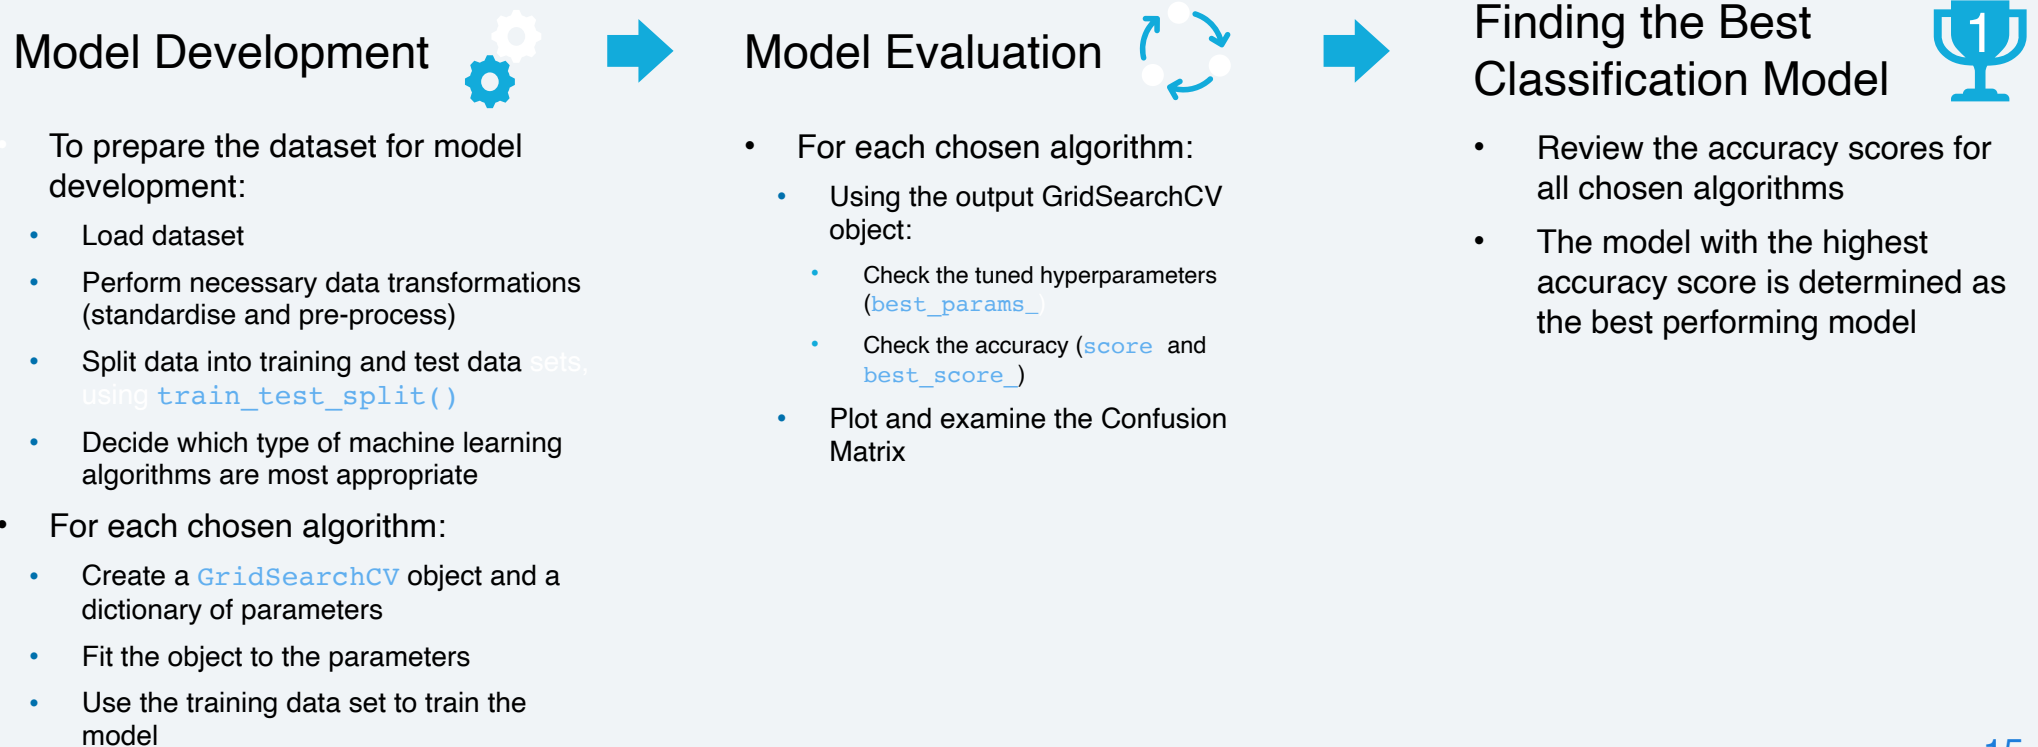 Model Development
• To prepare the dataset for model
development:
• Load dataset
• Perform necessary data transformations
(standardise and pre-process)
• Split data into training and test data sets,
using train_test_split()
• Decide which type of machine learning
algorithms are most appropriate
• For each chosen algorithm:
• Create a GridSearchCV object and a
dictionary of parameters
• Fit the object to the parameters
• Use the training data set to train the
model
Model Evaluation
• For each chosen algorithm:
• Using the output GridSearchCV
object:
• Check the tuned hyperparameters
(best_params_)
• Check the accuracy (score and
best_score_)
• Plot and examine the Confusion
Matrix
Finding the Best
Classification Model
1
• Review the accuracy scores for
all chosen algorithms
• The model with the highest
accuracy score is determined as
the best performing model
15